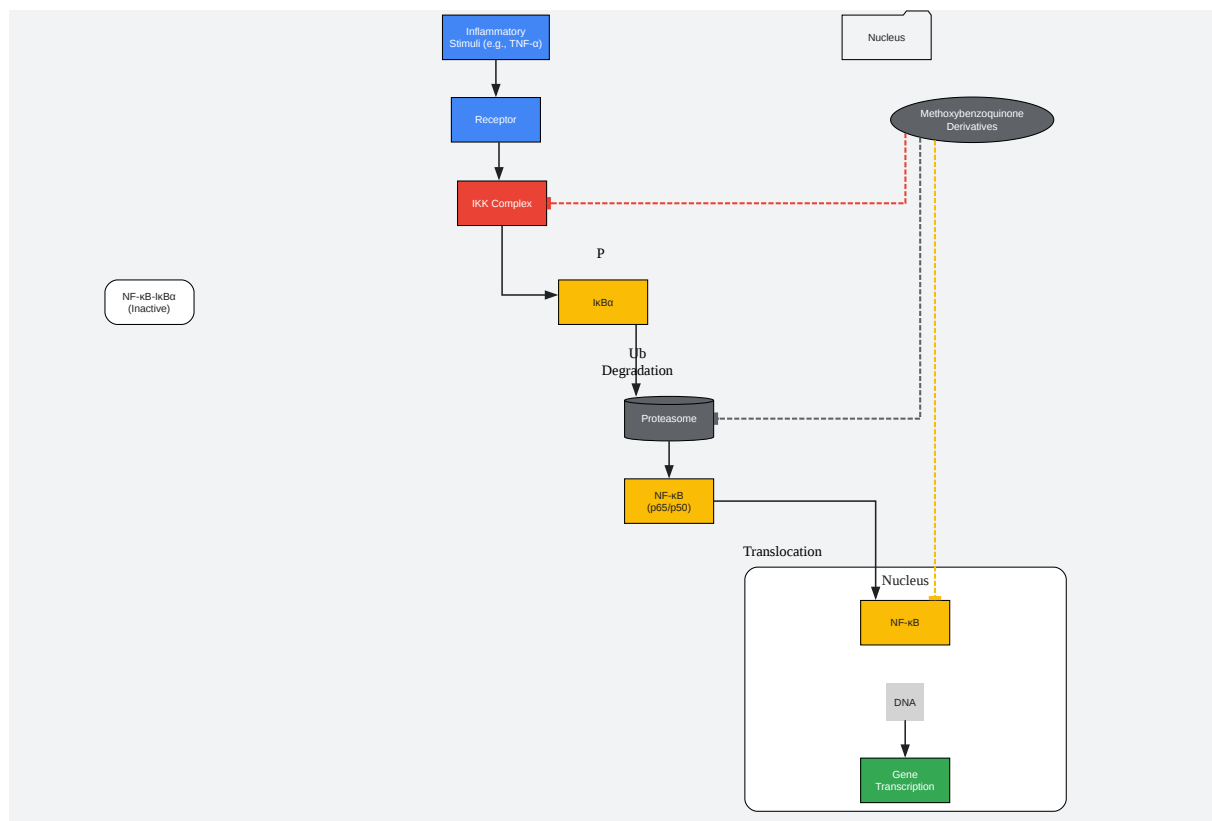 Inflammatory
Stimuli (e.g., TNF-α)
Nucleus
Receptor
Methoxybenzoquinone
Derivatives
IKK Complex
P
NF-κB-IκBα
(Inactive)
IκBα
Ub
Degradation
Proteasome
NF-κB
(p65/p50)
Translocation
Nucleus
NF-κB
DNA
Gene
Transcription